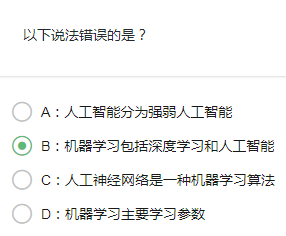 以下说法错误的是？
A：人工智能分为强弱人工智能
B：机器学习包括深度学习和人工智能
C：人工神经网络是一种机器学习算法
D：机器学习主要学习参数